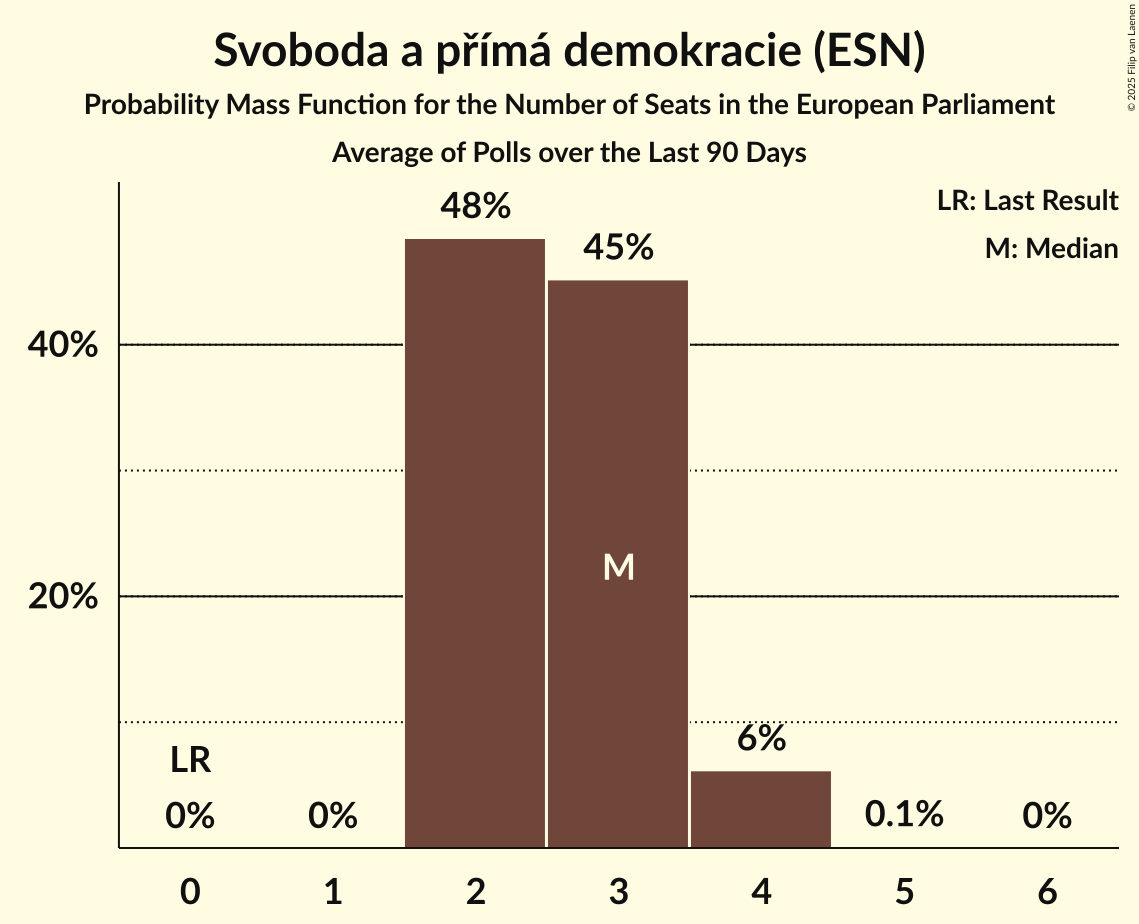 Svoboda a přímá demokracie (ESN)
Probability Mass Function for the Number of Seats in the European Parliament
Average of Polls over the Last 90 Days
© 2025 Filip van Laenen
LR: Last Result
M: Median
48%
45%
40%
M
20%
6%
LR
0%
0%
0.1%
0%
0
1
2
3
4
5
6